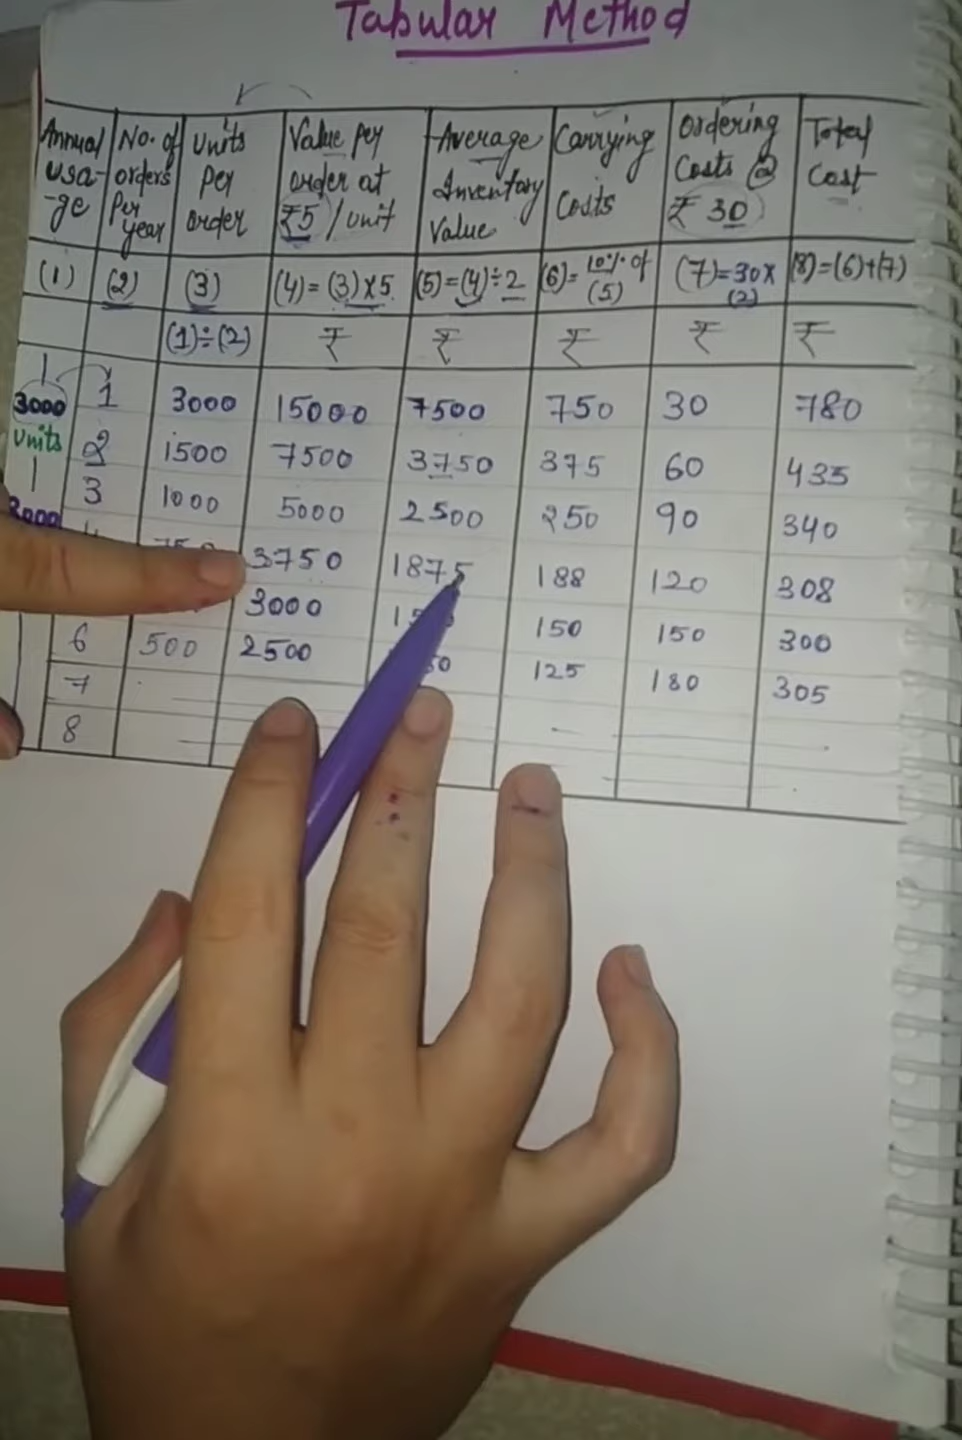 Tabular Method
Annual usa-ge | No. of orders Per year | Units per order | Value per order at ₹5/unit | Average Inventory Value | Carrying Costs | Ordering Costs @ ₹ 30 | Total Cost
(1) | (2) | (3) | (4) = (3) × 5 | (5) = (4) ÷ 2 | (6) = 10% of (5) | (7) = 30 × (2) | (8) = (6) + (7)
(1) ÷ (2) | ₹ | ₹ | ₹ | ₹ | ₹
3000 | 1 | 3000 | 15000 | 7500 | 750 | 30 | 780
Units | 2 | 1500 | 7500 | 3750 | 375 | 60 | 435
3 | 1000 | 5000 | 2500 | 250 | 90 | 340
3750 | 1875 | 188 | 120 | 308
3000 | 150 | 150 | 300
6 | 500 | 2500 | 125 | 180 | 305
7
8